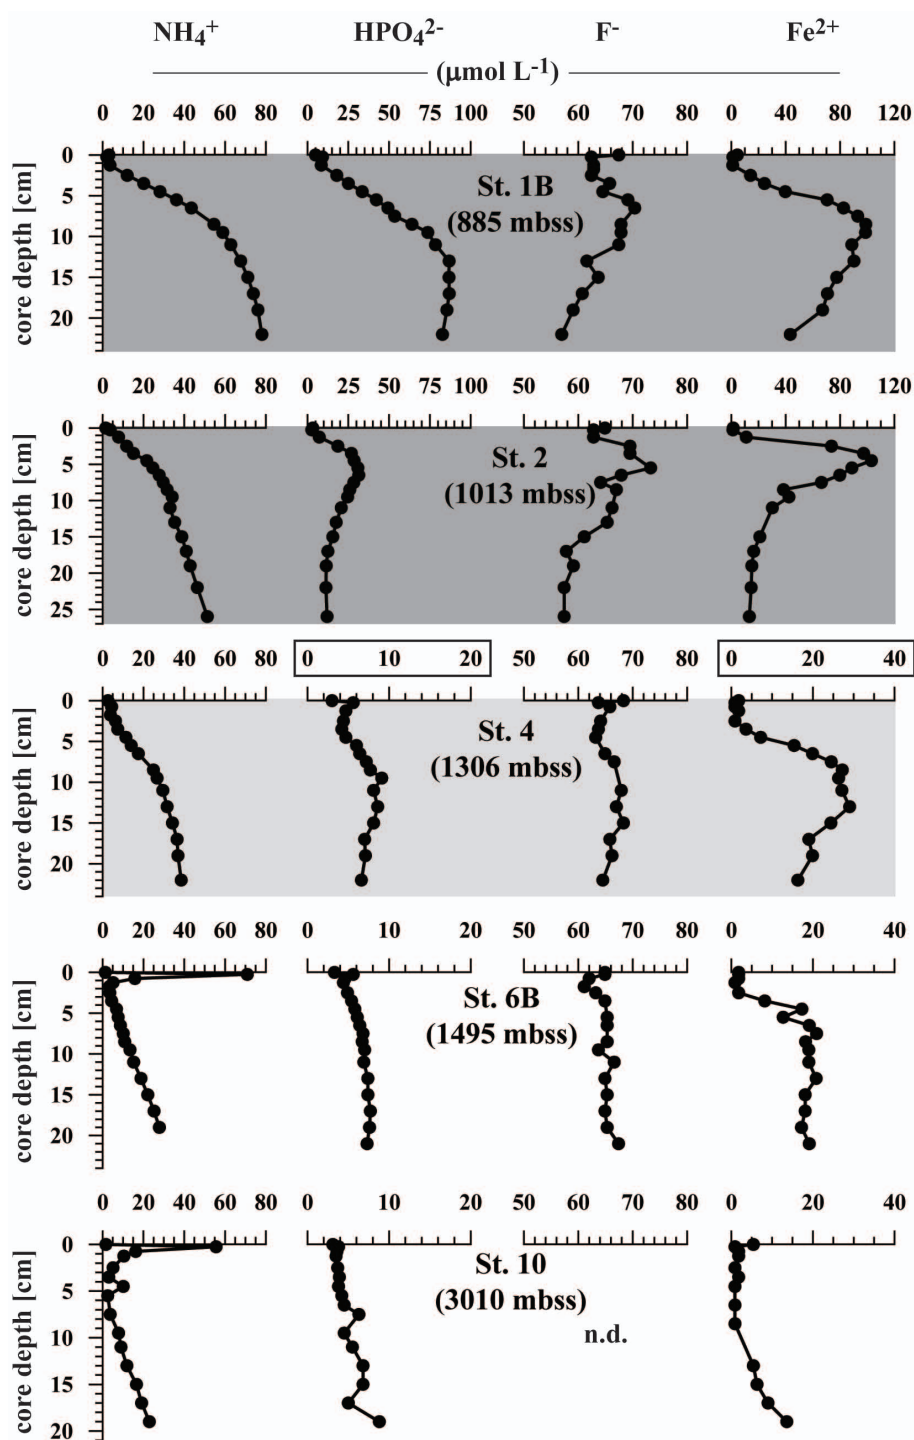 NH4+ HPO42- F- Fe2+
(µmol L-1)
0 20 40 60 80 0 25 50 75 100 50 60 70 80 0 40 80 120
core depth [cm]
0
5
10
15
20
St. 1B
(885 mbss)
0 20 40 60 80 0 25 50 75 100 50 60 70 80 0 40 80 120
core depth [cm]
0
5
10
15
20
25
St. 2
(1013 mbss)
0 20 40 60 80 0 10 20 50 60 70 80 0 20 40
core depth [cm]
0
5
10
15
20
St. 4
(1306 mbss)
0 20 40 60 80 0 10 20 50 60 70 80 0 20 40
core depth [cm]
0
5
10
15
20
St. 6B
(1495 mbss)
0 20 40 60 80 0 10 20 50 60 70 80 0 20 40
core depth [cm]
0
5
10
15
20
St. 10
(3010 mbss)
n.d.